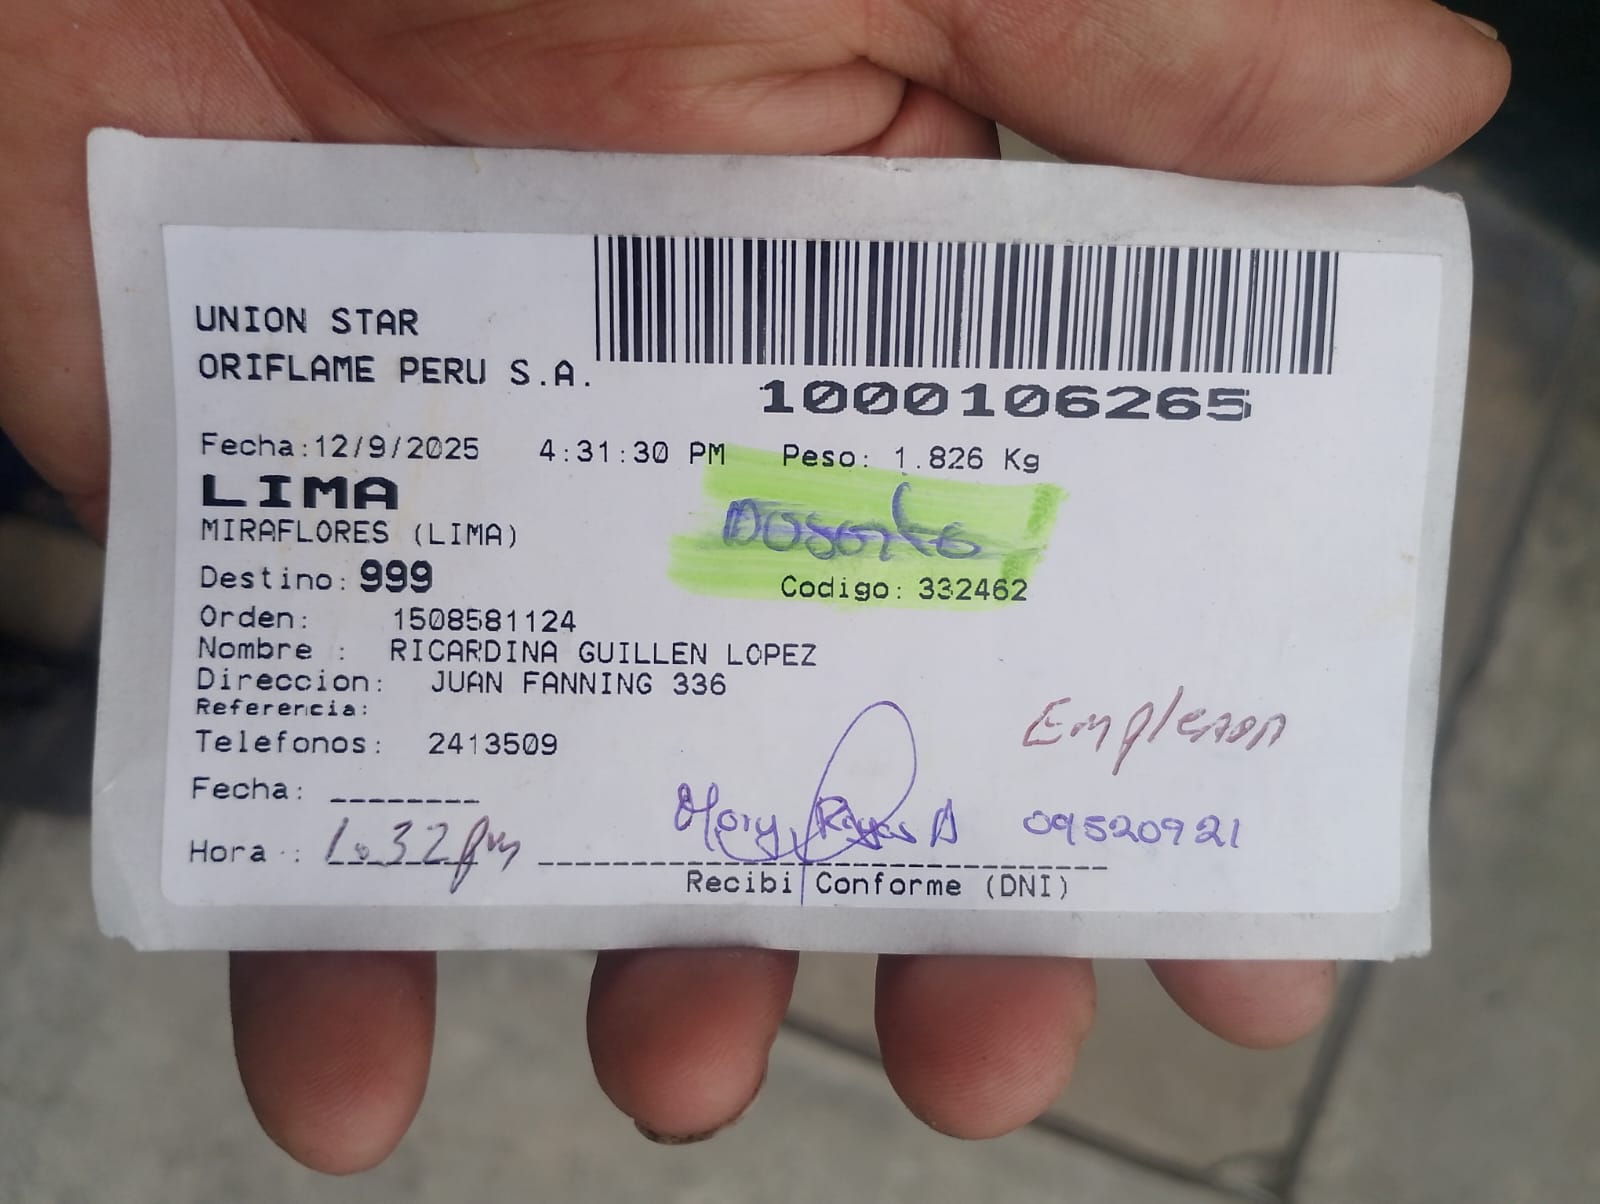 UNION STAR
ORIFLAME PERU S.A.
1000106265
Fecha:12/9/2025 4:31:30 PM Peso: 1.826 Kg
LIMA
MIRAFLORES (LIMA)
Destino: 999
Codigo: 332462
Orden: 1508581124
Nombre : RICARDINA GUILLEN LOPEZ
Direccion: JUAN FANNING 336
Referencia:
Telefonos: 2413509
Fecha: --------
Hora : 1.32 pm
09520921
Recibi Conforme (DNI)